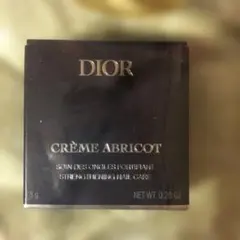 DIOR
CRÈME ABRICOT
SOIN DES ONGLES FORTIFIANT
STRENGTHENING NAIL CARE
NET WT.